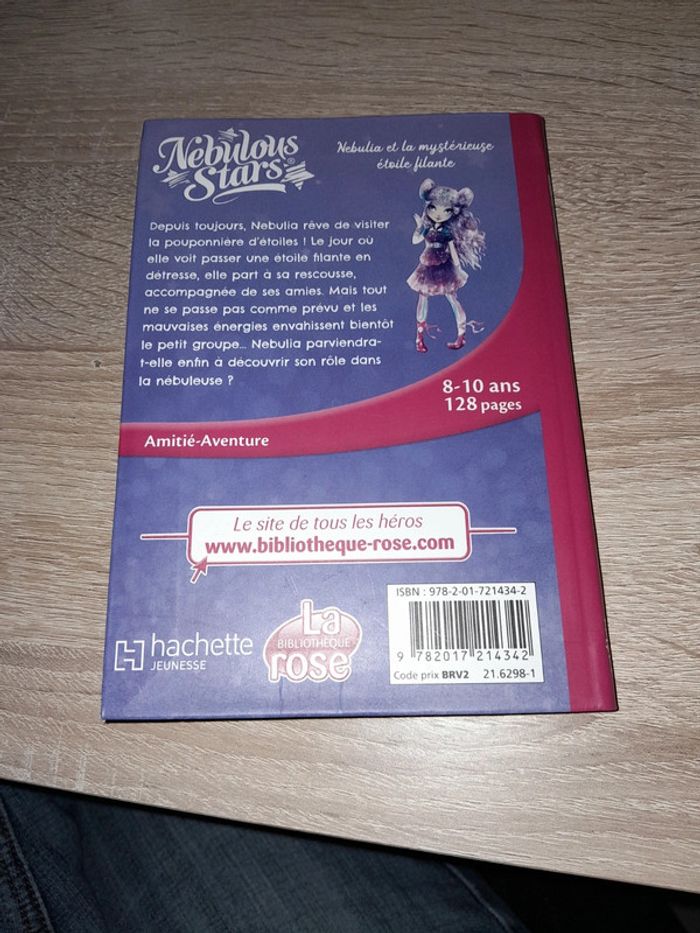 Nebulous
Stars®
Nebulia et la mystérieuse
étoile filante
Depuis toujours, Nebulia rêve de visiter
la pouponnière d'étoiles ! Le jour où
elle voit passer une étoile filante en
détresse, elle part à sa rescousse,
accompagnée de ses amies. Mais tout
ne se passe pas comme prévu et les
mauvaises énergies envahissent bientôt
le petit groupe... Nebulia parviendra-
t-elle enfin à découvrir son rôle dans
la nébuleuse ?
8-10 ans
128 pages
Amitié-Aventure
Le site de tous les héros
www.bibliotheque-rose.com
hachette
JEUNESSE
La
BIBLIOTHÈQUE
rose
ISBN : 978-2-01-721434-2
9 782017 214342
Code prix BRV2 21.6298-1